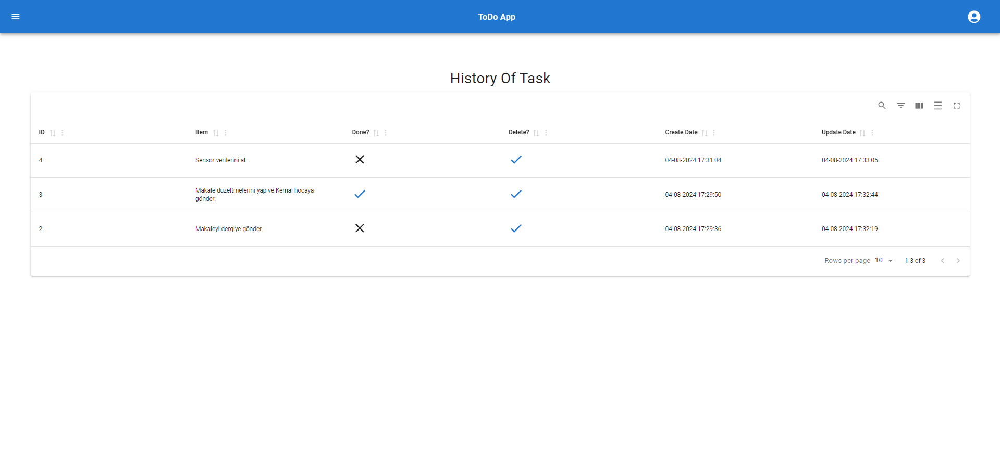 ToDo App
History Of Task
ID Item Done? Delete? Create Date Update Date
4 Sensor verilerini al. 04-08-2024 17:31:04 04-08-2024 17:33:05
3 Makale düzeltmelerini yap ve Kemal hocaya
gönder. 04-08-2024 17:29:50 04-08-2024 17:32:44
2 Makaleyi dergiye gönder. 04-08-2024 17:29:36 04-08-2024 17:32:19
Rows per page 10 1-3 of 3